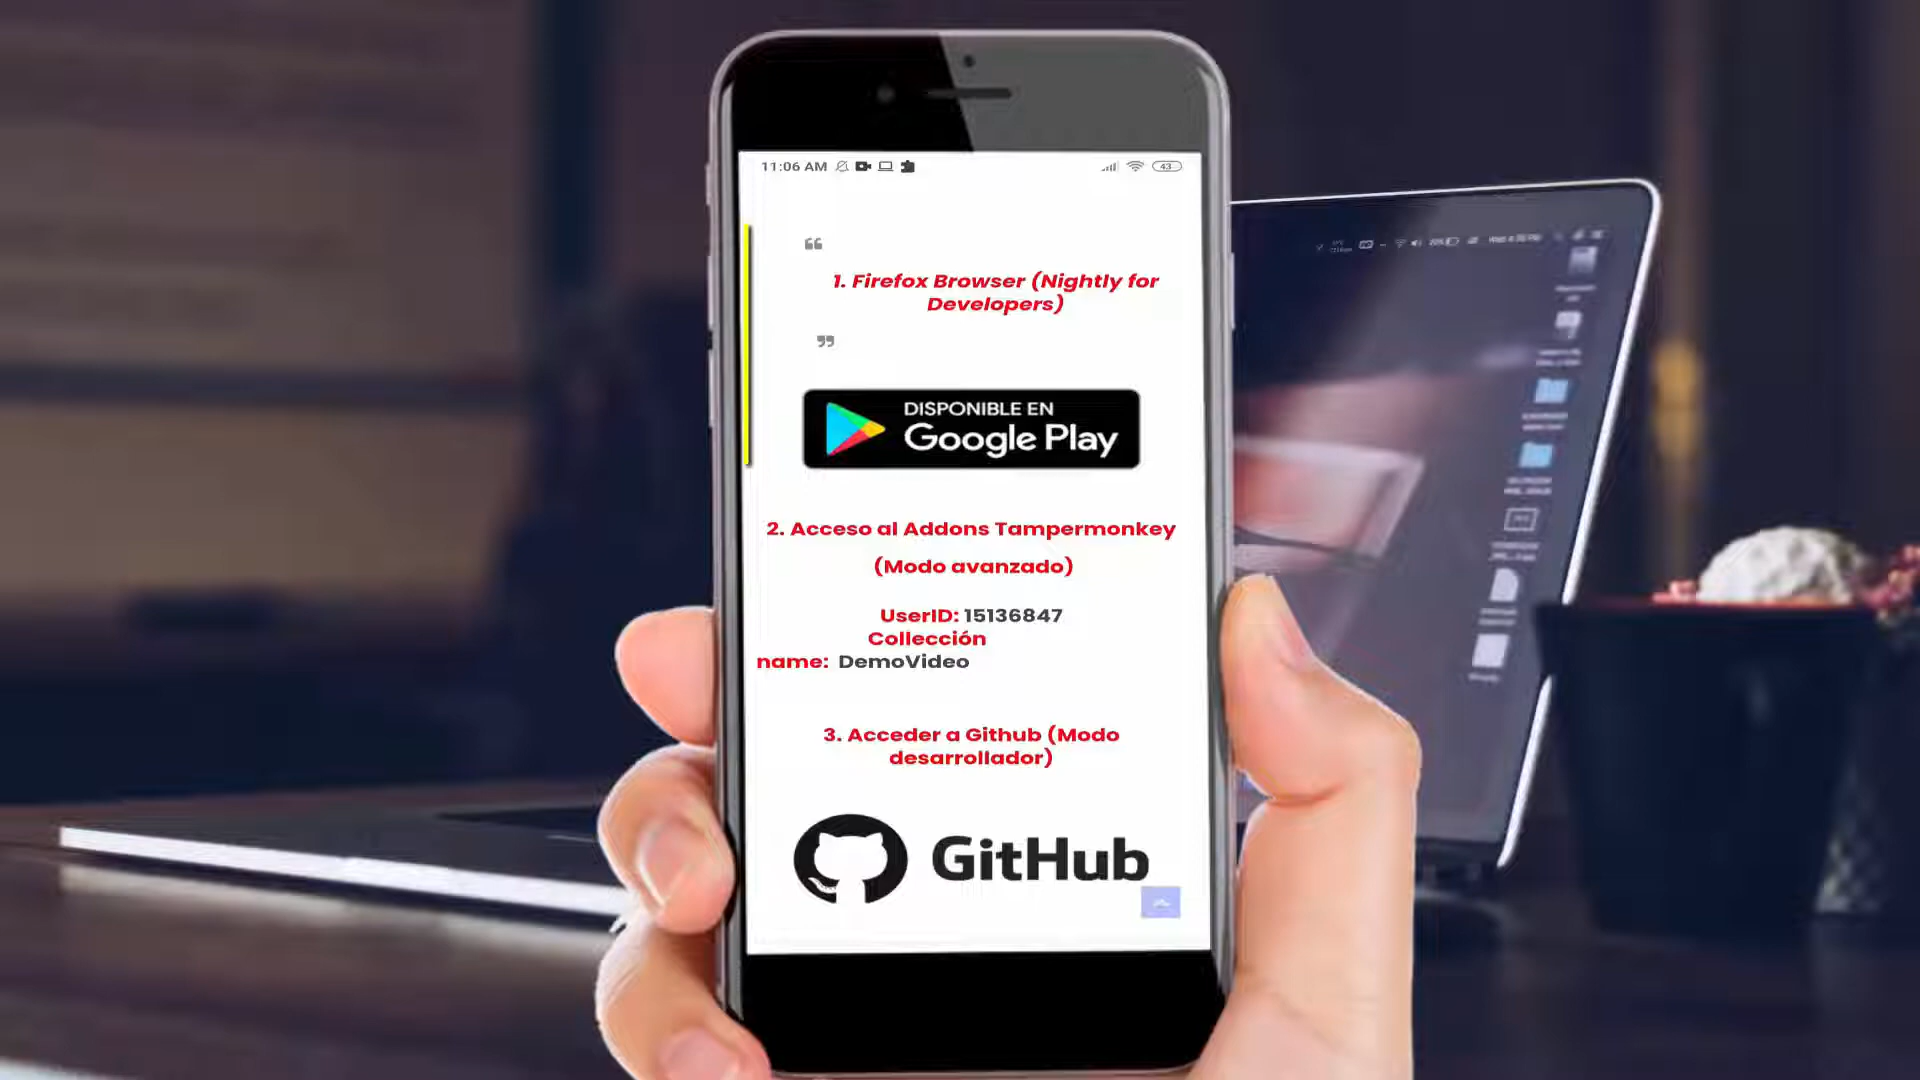 11:06 AM
43
“
1. Firefox Browser (Nightly for
Developers)
”
DISPONIBLE EN
Google Play
2. Acceso al Addons Tampermonkey
(Modo avanzado)
UserID: 15136847
Collección
name: DemoVideo
3. Acceder a Github (Modo
desarrollador)
GitHub